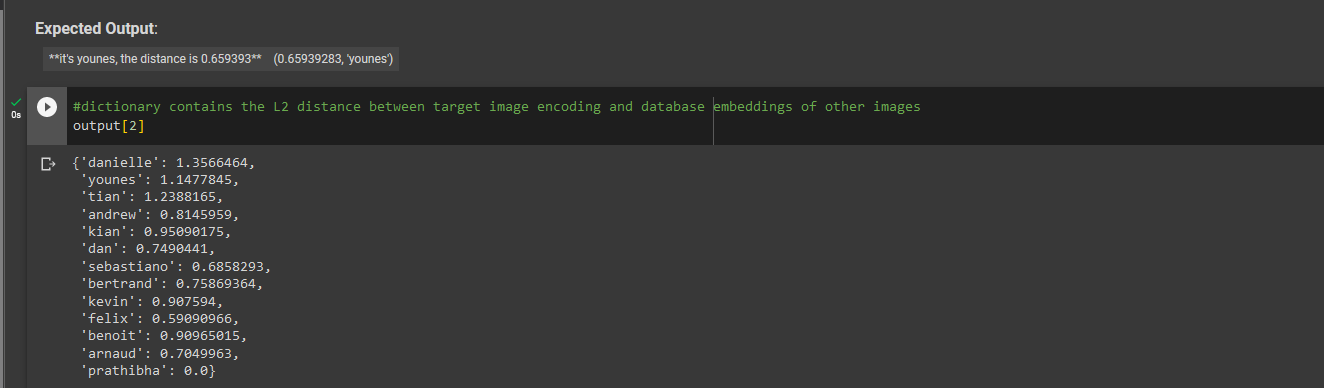 Expected Output:
**it's younes, the distance is 0.659393** (0.65939283, 'younes')
0s
#dictionary contains the L2 distance between target image encoding and database embeddings of other images
output[2]
{'danielle': 1.3566464,
'younes': 1.1477845,
'tian': 1.2388165,
'andrew': 0.8145959,
'kian': 0.95090175,
'dan': 0.7490441,
'sebastiano': 0.6858293,
'bertrand': 0.75869364,
'kevin': 0.907594,
'felix': 0.59090966,
'benoit': 0.90965015,
'arnaud': 0.7049963,
'prathibha': 0.0}